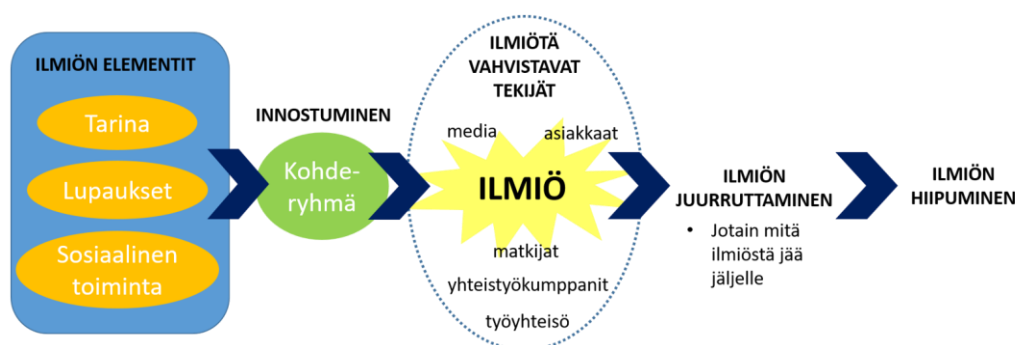 ILMIÖN ELEMENTIT
Tarina
Lupaukset
Sosiaalinen
toiminta
INNOSTUMINEN
Kohde-
ryhmä
ILMIÖTÄ
VAHVISTAVAT
TEKIJÄT
media
asiakkaat
ILMIÖ
matkijat
yhteistyökumppanit
työyhteisö
ILMIÖN
JUURRUTTAMINEN
• Jotain mitä
ilmiöstä jää
jäljelle
ILMIÖN
HIIPUMINEN